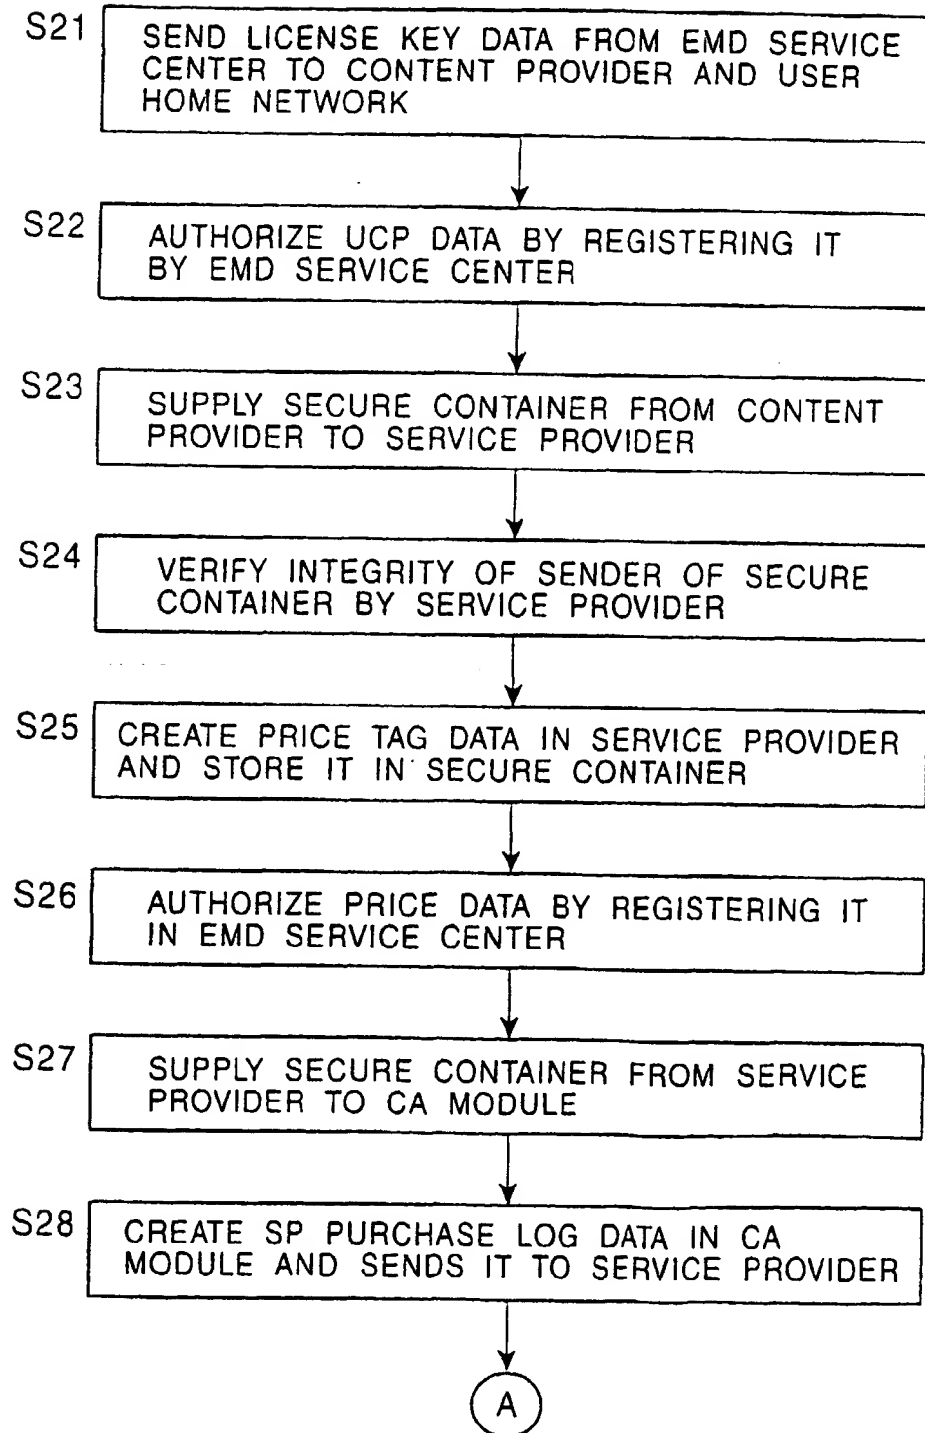 S21
SEND LICENSE KEY DATA FROM EMD SERVICE
CENTER TO CONTENT PROVIDER AND USER
HOME NETWORK
S22
AUTHORIZE UCP DATA BY REGISTERING IT
BY EMD SERVICE CENTER
S23
SUPPLY SECURE CONTAINER FROM CONTENT
PROVIDER TO SERVICE PROVIDER
S24
VERIFY INTEGRITY OF SENDER OF SECURE
CONTAINER BY SERVICE PROVIDER
S25
CREATE PRICE TAG DATA IN SERVICE PROVIDER
AND STORE IT IN SECURE CONTAINER
S26
AUTHORIZE PRICE DATA BY REGISTERING IT
IN EMD SERVICE CENTER
S27
SUPPLY SECURE CONTAINER FROM SERVICE
PROVIDER TO CA MODULE
S28
CREATE SP PURCHASE LOG DATA IN CA
MODULE AND SENDS IT TO SERVICE PROVIDER
A